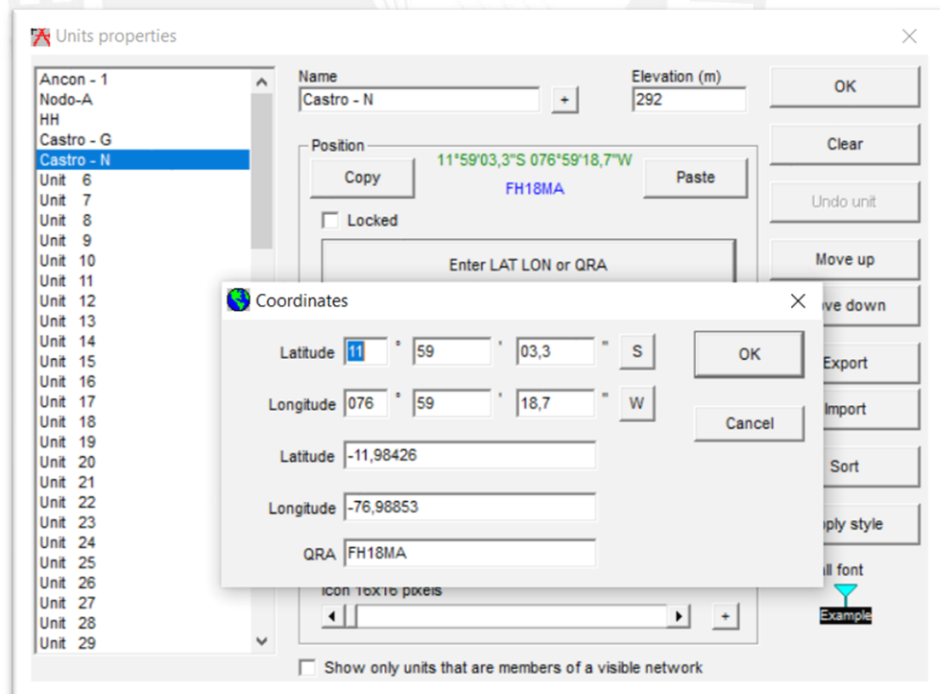 Units properties
Ancon - 1
Nodo-A
HH
Castro - G
Castro - N
Unit 6
Unit 7
Unit 8
Unit 9
Unit 10
Unit 11
Unit 12
Unit 13
Unit 14
Unit 15
Unit 16
Unit 17
Unit 18
Unit 19
Unit 20
Unit 21
Unit 22
Unit 23
Unit 24
Unit 25
Unit 26
Unit 27
Unit 28
Unit 29
Name
Castro - N
+
Elevation (m)
292
Position
Copy
11°59'03,3"S 076°59'18,7"W
FH18MA
Paste
Locked
Enter LAT LON or QRA
OK
Clear
Undo unit
Move up
ve down
Export
Import
Sort
ply style
ll font
Example
Coordinates
Latitude 11 ° 59 ' 03,3 " S
Longitude 076 ° 59 ' 18,7 " W
Latitude -11,98426
Longitude -76,98853
QRA FH18MA
OK
Cancel
Icon 16x16 pixels
+
Show only units that are members of a visible network